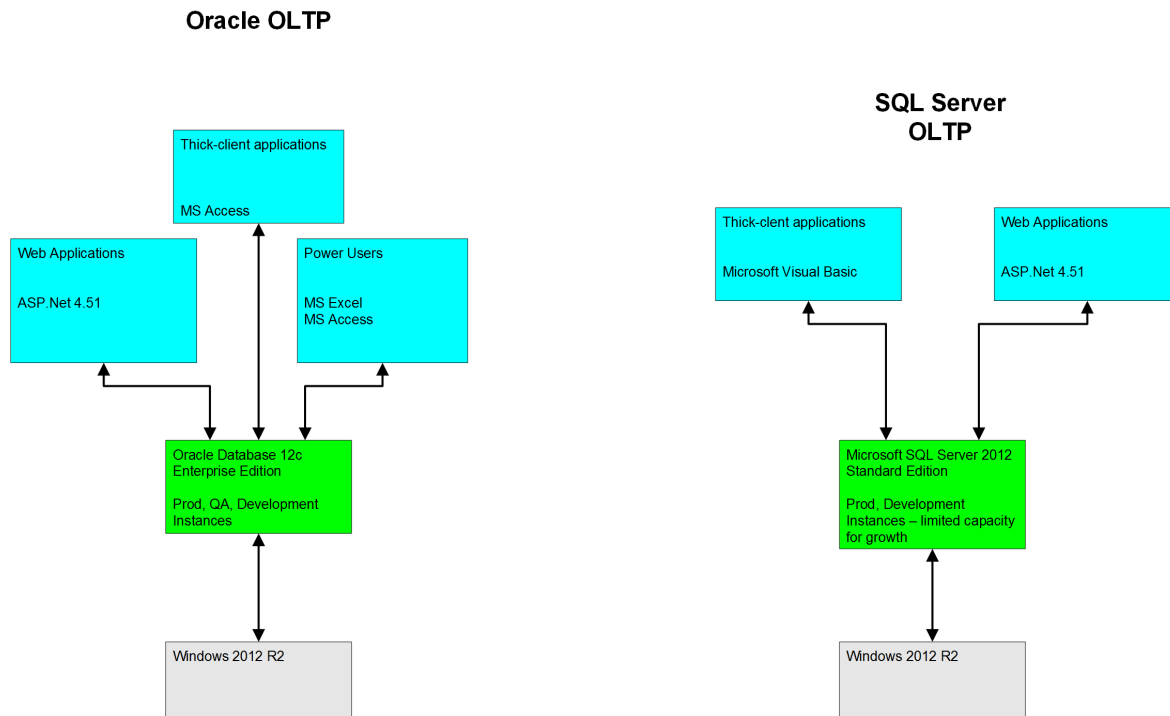 Oracle OLTP
Thick-client applications
MS Access
Web Applications
ASP.Net 4.51
Power Users
MS Excel
MS Access
Oracle Database 12c
Enterprise Edition
Prod, QA, Development
Instances
Windows 2012 R2
SQL Server
OLTP
Thick-clent applications
Microsoft Visual Basic
Web Applications
ASP.Net 4.51
Microsoft SQL Server 2012
Standard Edition
Prod, Development
Instances – limited capacity
for growth
Windows 2012 R2